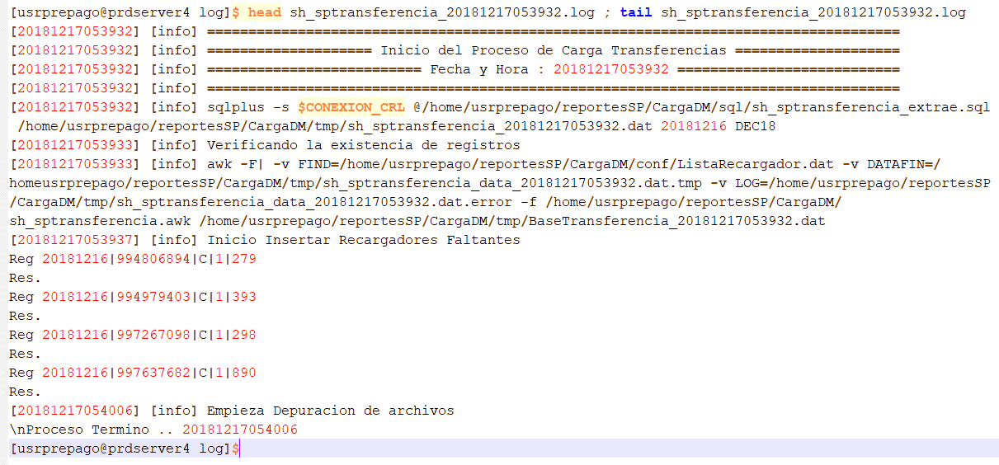 [usrprepago@prdserver4 log]$ head sh_sptransferencia_20181217053932.log ; tail sh_sptransferencia_20181217053932.log
[20181217053932] [info] ====================================================================================
[20181217053932] [info] ==================== Inicio del Proceso de Carga Transferencias ====================
[20181217053932] [info] ========================== Fecha y Hora : 20181217053932 ===========================
[20181217053932] [info] ====================================================================================
[20181217053932] [info] sqlplus -s $CONEXION_CRL @/home/usrprepago/reportesSP/CargaDM/sql/sh_sptransferencia_extrae.sql
/home/usrprepago/reportesSP/CargaDM/tmp/sh_sptransferencia_20181217053932.dat 20181216 DEC18
[20181217053933] [info] Verificando la existencia de registros
[20181217053933] [info] awk -F| -v FIND=/home/usrprepago/reportesSP/CargaDM/conf/ListaRecargador.dat -v DATAFIN=/
homeusrprepago/reportesSP/CargaDM/tmp/sh_sptransferencia_data_20181217053932.dat.tmp -v LOG=/home/usrprepago/reportesSP
/CargaDM/tmp/sh_sptransferencia_data_20181217053932.dat.error -f /home/usrprepago/reportesSP/CargaDM/
sh_sptransferencia.awk /home/usrprepago/reportesSP/CargaDM/tmp/BaseTransferencia_20181217053932.dat
[20181217053937] [info] Inicio Insertar Recargadores Faltantes
Reg 20181216|994806894|C|1|279
Res.
Reg 20181216|994979403|C|1|393
Res.
Reg 20181216|997267098|C|1|298
Res.
Reg 20181216|997637682|C|1|890
Res.
[20181217054006] [info] Empieza Depuracion de archivos
\nProceso Termino .. 20181217054006
[usrprepago@prdserver4 log]$